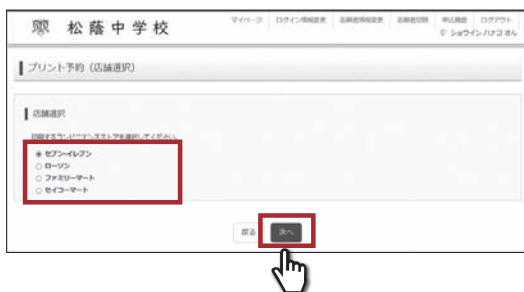 松蔭中学校
マイページ ログイン情報変更 志願者情報変更 志願者切替 申込履歴 ログアウト
ショウイン ハナコ さん
プリント予約（店舗選択）
店舗選択
印刷するコンビニエンスストアを選択してください。
セブン-イレブン
ローソン
ファミリーマート
セイコーマート
戻る 次へ